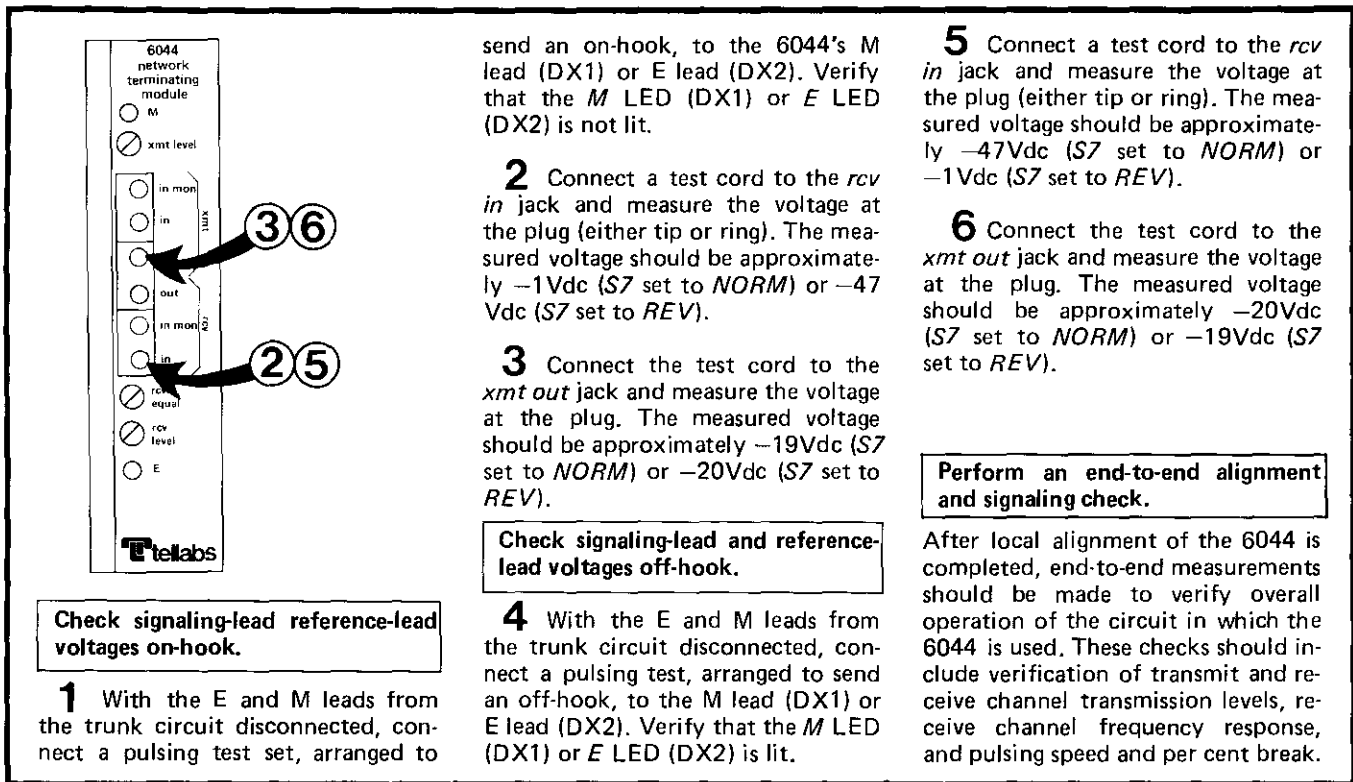 6044
network
terminating
module
M
xmt level
in mon
in
xmt
3 6
out
in mon
rcv
in
2 5
rcv
equal
rcv
level
E
tellabs
Check signaling-lead reference-lead
voltages on-hook.
1 With the E and M leads from
the trunk circuit disconnected, con-
nect a pulsing test set, arranged to
send an on-hook, to the 6044's M
lead (DX1) or E lead (DX2). Verify
that the M LED (DX1) or E LED
(DX2) is not lit.
2 Connect a test cord to the rcv
in jack and measure the voltage at
the plug (either tip or ring). The mea-
sured voltage should be approximate-
ly —1Vdc (S7 set to NORM) or —47
Vdc (S7 set to REV).
3 Connect the test cord to the
xmt out jack and measure the voltage
at the plug. The measured voltage
should be approximately —19Vdc (S7
set to NORM) or —20Vdc (S7 set to
REV).
Check signaling-lead and reference-
lead voltages off-hook.
4 With the E and M leads from
the trunk circuit disconnected, con-
nect a pulsing test, arranged to send
an off-hook, to the M lead (DX1) or
E lead (DX2). Verify that the M LED
(DX1) or E LED (DX2) is lit.
5 Connect a test cord to the rcv
in jack and measure the voltage at
the plug (either tip or ring). The mea-
sured voltage should be approximate-
ly —47Vdc (S7 set to NORM) or
—1Vdc (S7 set to REV).
6 Connect the test cord to the
xmt out jack and measure the voltage
at the plug. The measured voltage
should be approximately —20Vdc
(S7 set to NORM) or —19Vdc (S7
set to REV).
Perform an end-to-end alignment
and signaling check.
After local alignment of the 6044 is
completed, end-to-end measurements
should be made to verify overall
operation of the circuit in which the
6044 is used. These checks should in-
clude verification of transmit and re-
ceive channel transmission levels, re-
ceive channel frequency response,
and pulsing speed and per cent break.